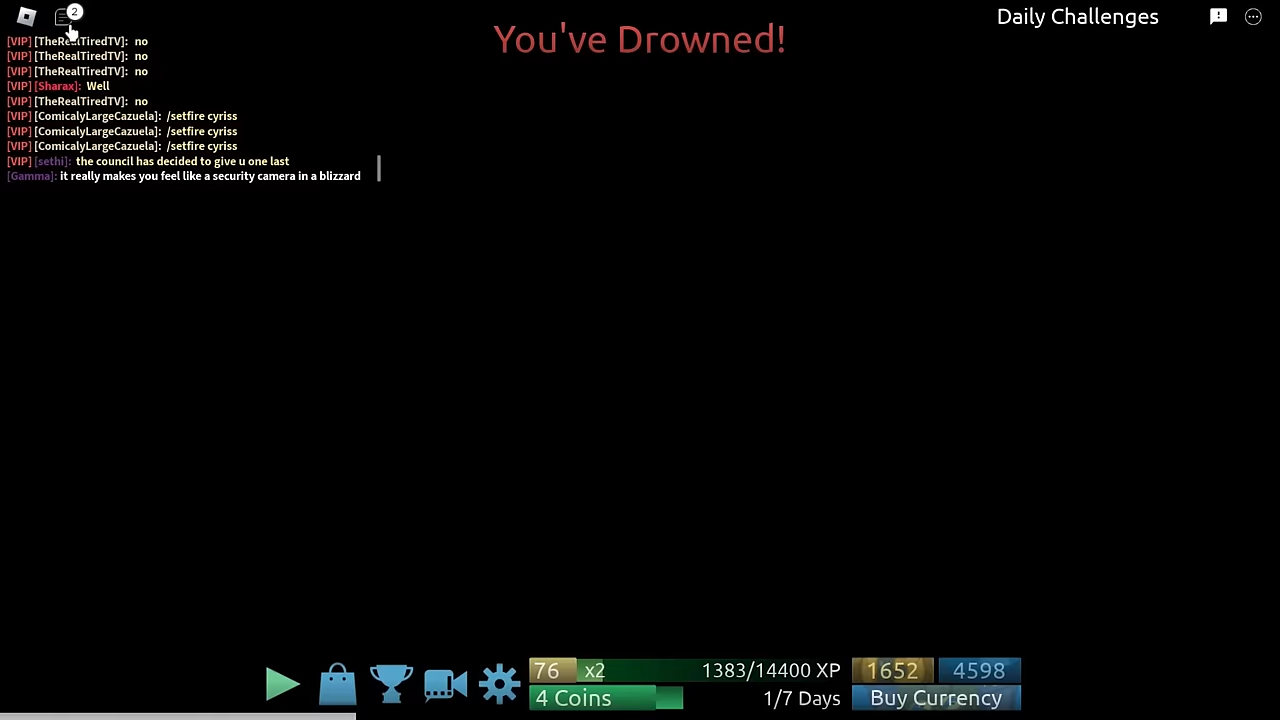 2
Daily Challenges
You've Drowned!
[VIP] [TheRealTiredTV]: no
[VIP] [TheRealTiredTV]: no
[VIP] [TheRealTiredTV]: no
[VIP] [Sharax]: Well
[VIP] [TheRealTiredTV]: no
[VIP] [ComicalyLargeCazuela]: /setfire cyriss
[VIP] [ComicalyLargeCazuela]: /setfire cyriss
[VIP] [ComicalyLargeCazuela]: /setfire cyriss
[VIP] [sethi]: the council has decided to give u one last
[Gamma]: it really makes you feel like a security camera in a blizzard
76 x2 1383/14400 XP 1652 4598
4 Coins 1/7 Days Buy Currency